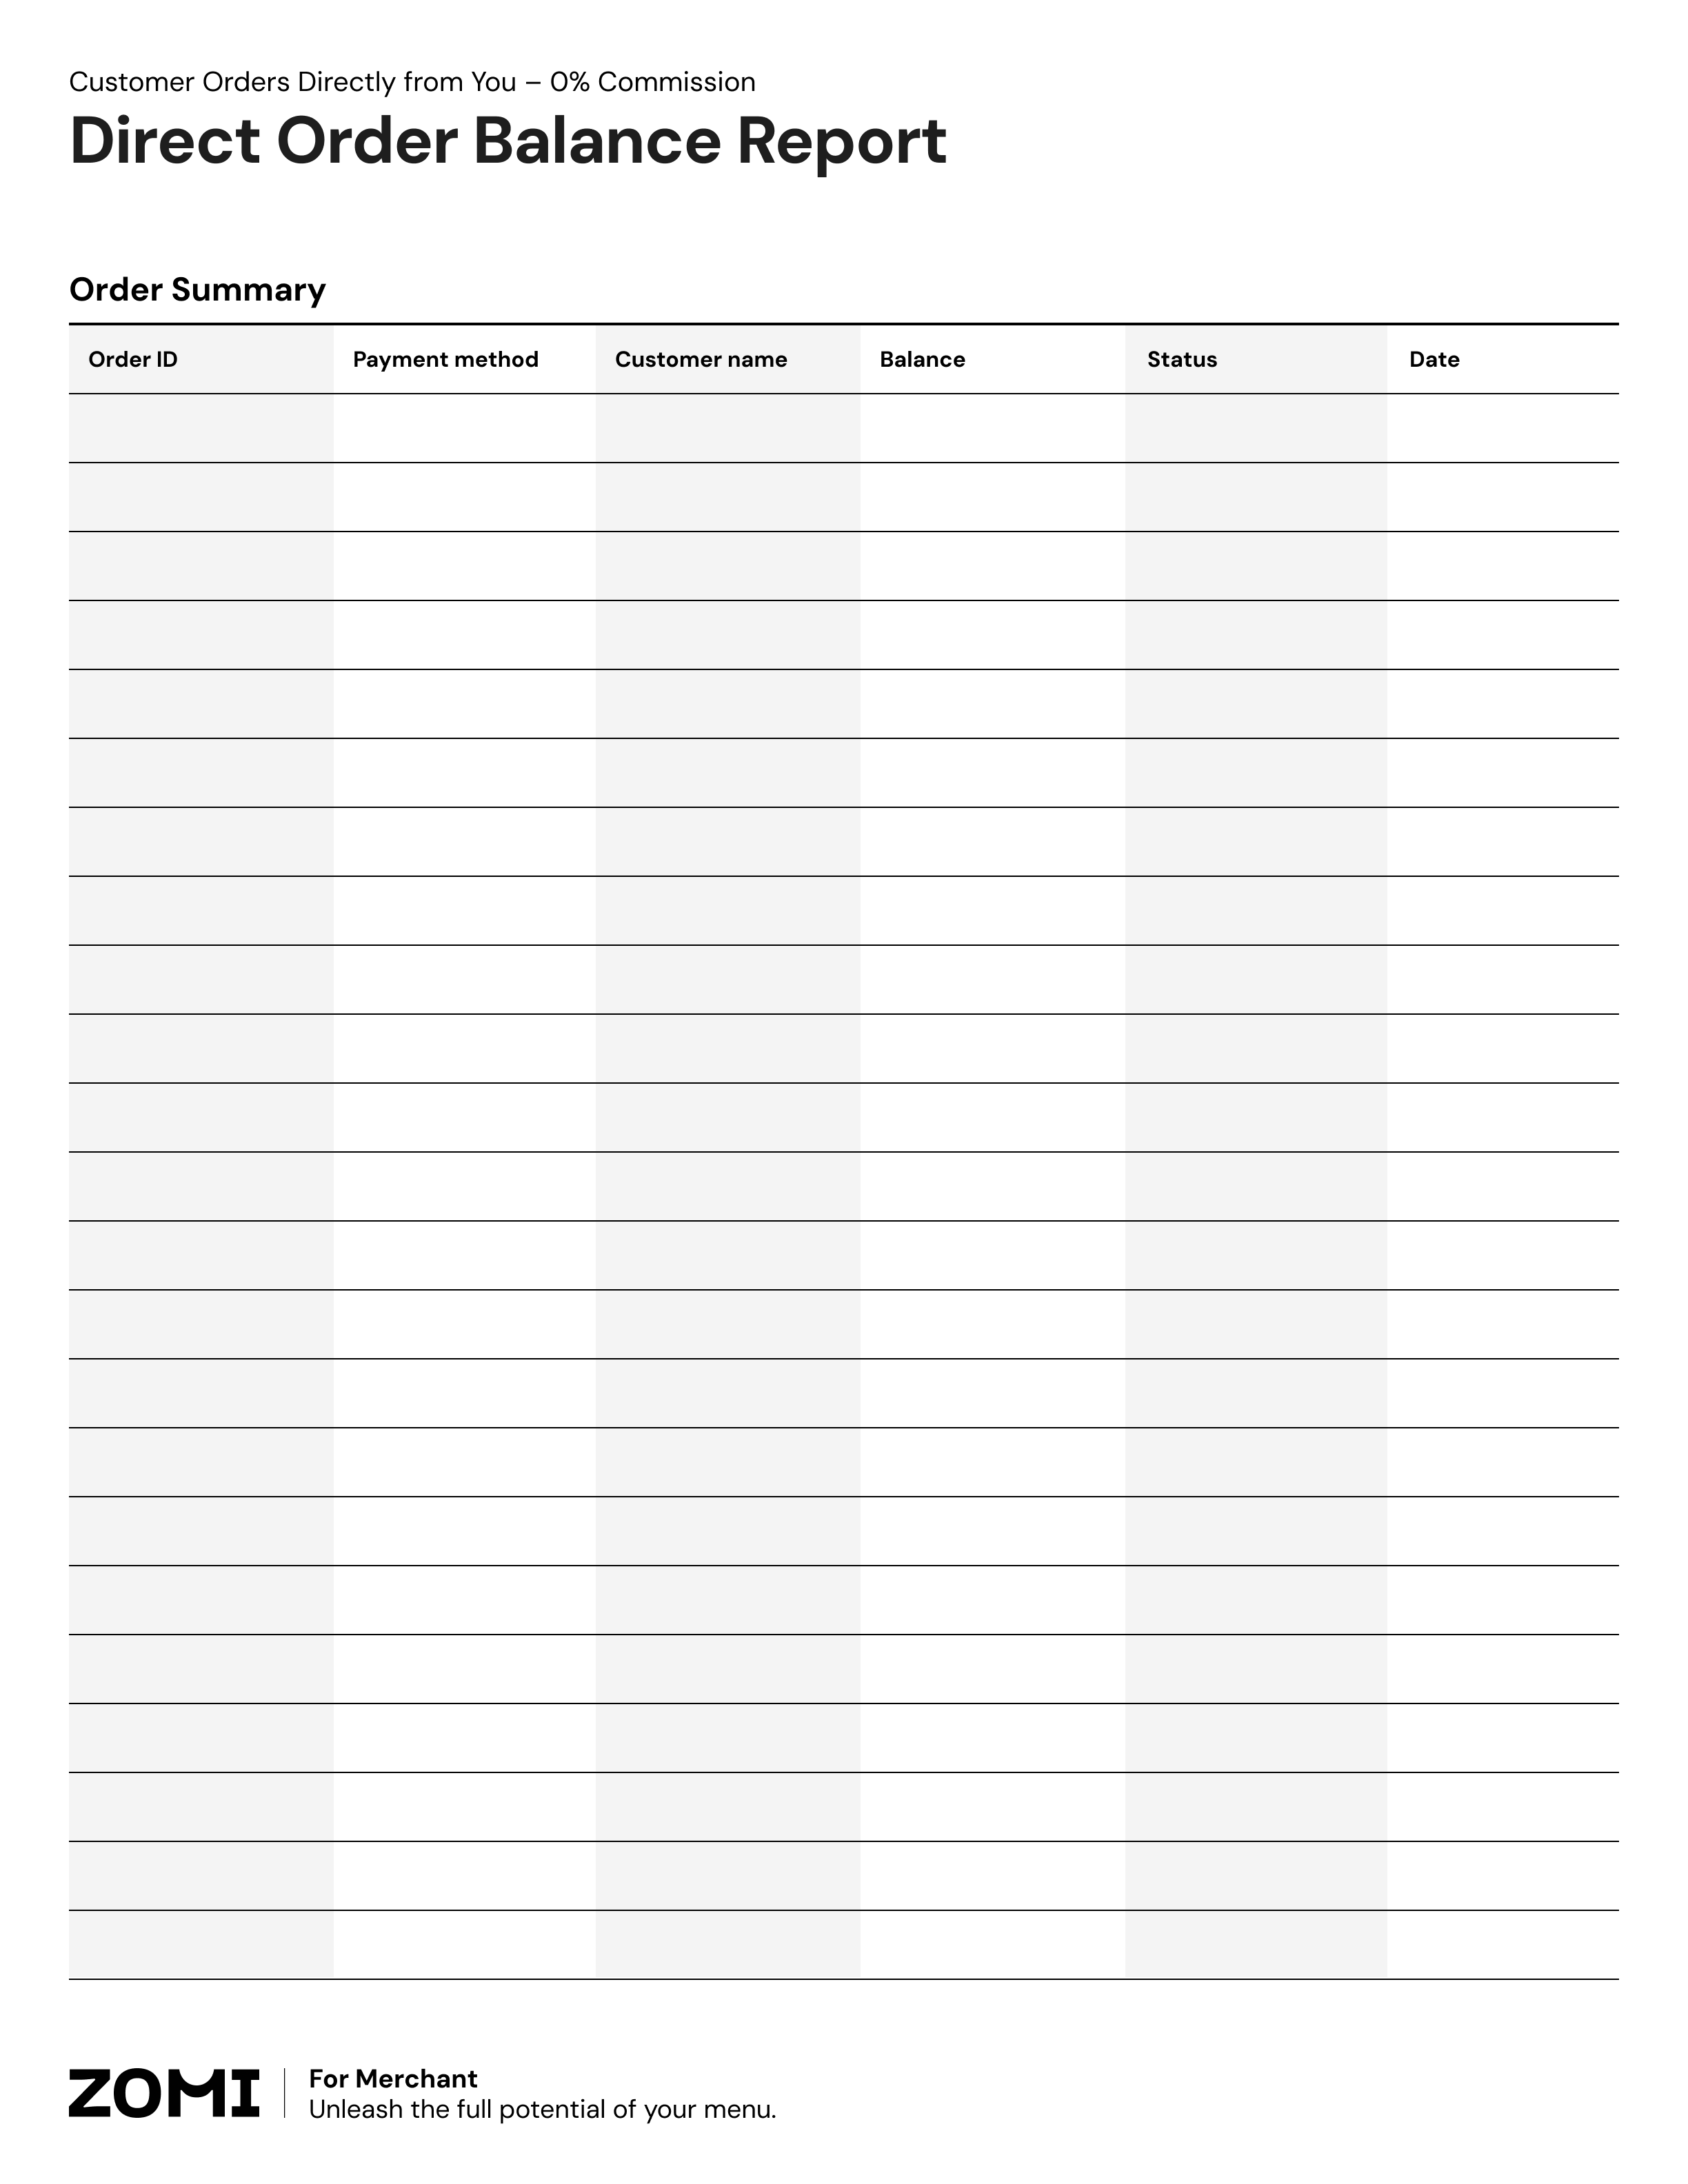 Customer Orders Directly from You – 0% Commission
Direct Order Balance Report
Order Summary
Order ID Payment method Customer name Balance Status Date
ZOMI
For Merchant
Unleash the full potential of your menu.